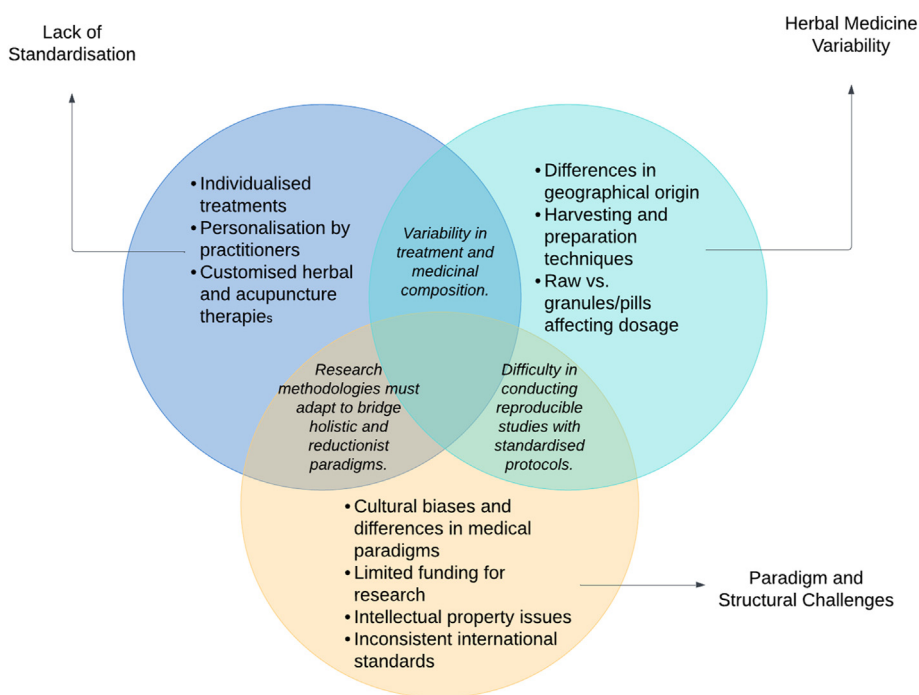 Lack of
Standardisation
Herbal Medicine
Variability
• Individualised
treatments
• Personalisation by
practitioners
• Customised herbal
and acupuncture
therapies
Variability in
treatment and
medicinal
composition.
• Differences in
geographical origin
• Harvesting and
preparation
techniques
• Raw vs.
granules/pills
affecting dosage
Research
methodologies must
adapt to bridge
holistic and
reductionist
paradigms.
Difficulty in
conducting
reproducible
studies with
standardised
protocols.
• Cultural biases and
differences in medical
paradigms
• Limited funding for
research
• Intellectual property issues
• Inconsistent international
standards
Paradigm and
Structural Challenges